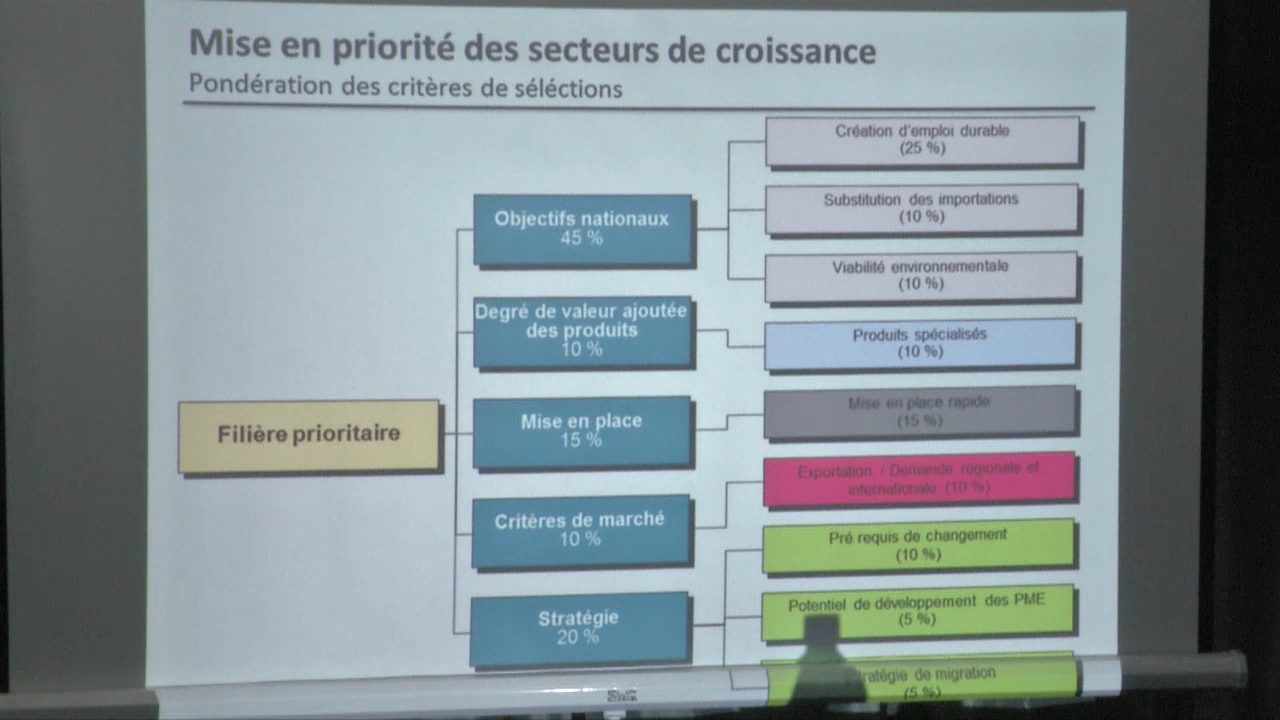 Mise en priorité des secteurs de croissance
Pondération des critères de séléctions
Filière prioritaire
Objectifs nationaux
45 %
Degré de valeur ajoutée
des produits
10 %
Mise en place
15 %
Critères de marché
10 %
Stratégie
20 %
Création d'emploi durable
(25 %)
Substitution des importations
(10 %)
Viabilité environnementale
(10 %)
Produits spécialisés
(10 %)
Mise en place rapide
(15 %)
Exportation / Demande régionale et
internationale (10 %)
Pré requis de changement
(10 %)
Potentiel de développement des PME
(5 %)
de migration
(5 %)